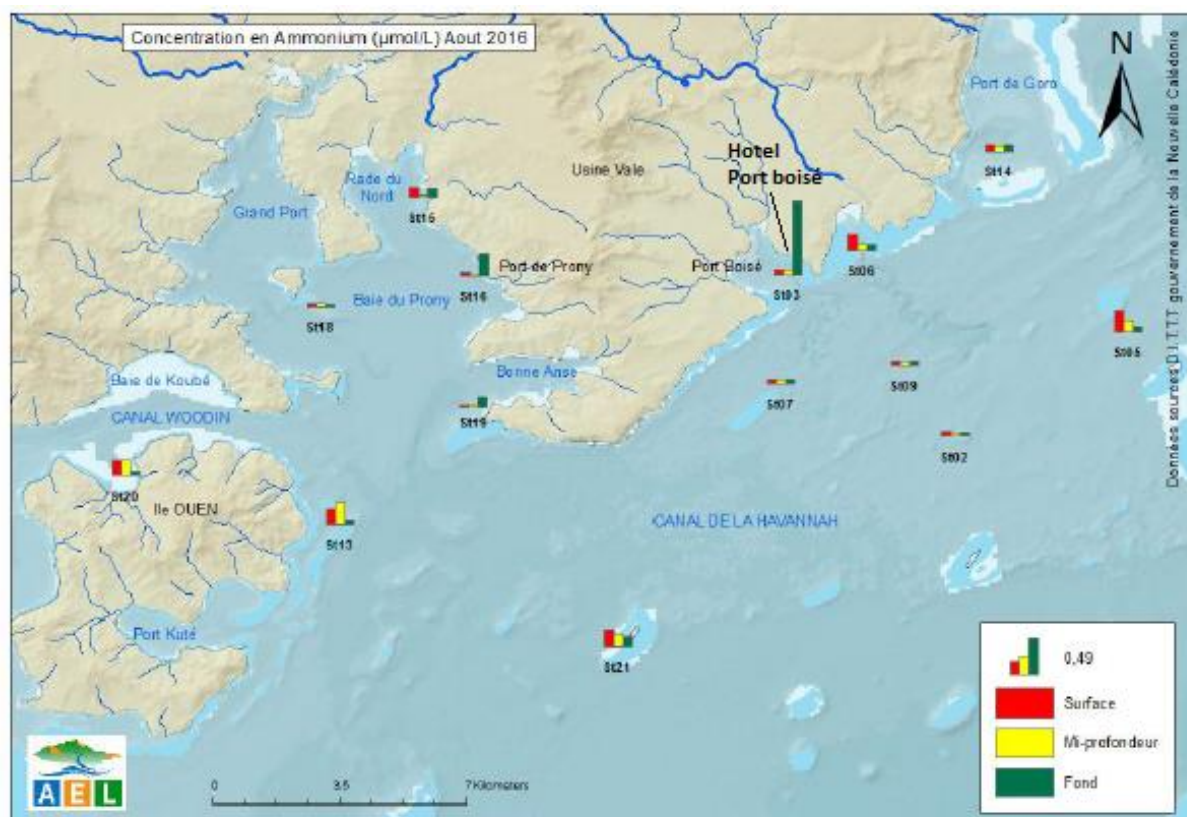 Concentration en Ammonium (µmol/L) Aout 2016
N
Port de Goro
Données sources D.I.T.T.T gouvernement de la Nouvelle Calédonie
Hotel
Port boisé
Usine Vale
Rade du
Nord
Grand Port
St14
St15
St06
Port de Prony
Port Boisé
St16
St03
Baie du Prony
St18
St05
Baie de Koubé
Bonne Anse
St09
St07
CANAL WOODIN
St19
St02
St20
Ile OUEN
CANAL DE LA HAVANNAH
St13
Port Kuté
St21
0,49
Surface
Mi-profondeur
Fond
AEL
0 3.5 7 Kilometers